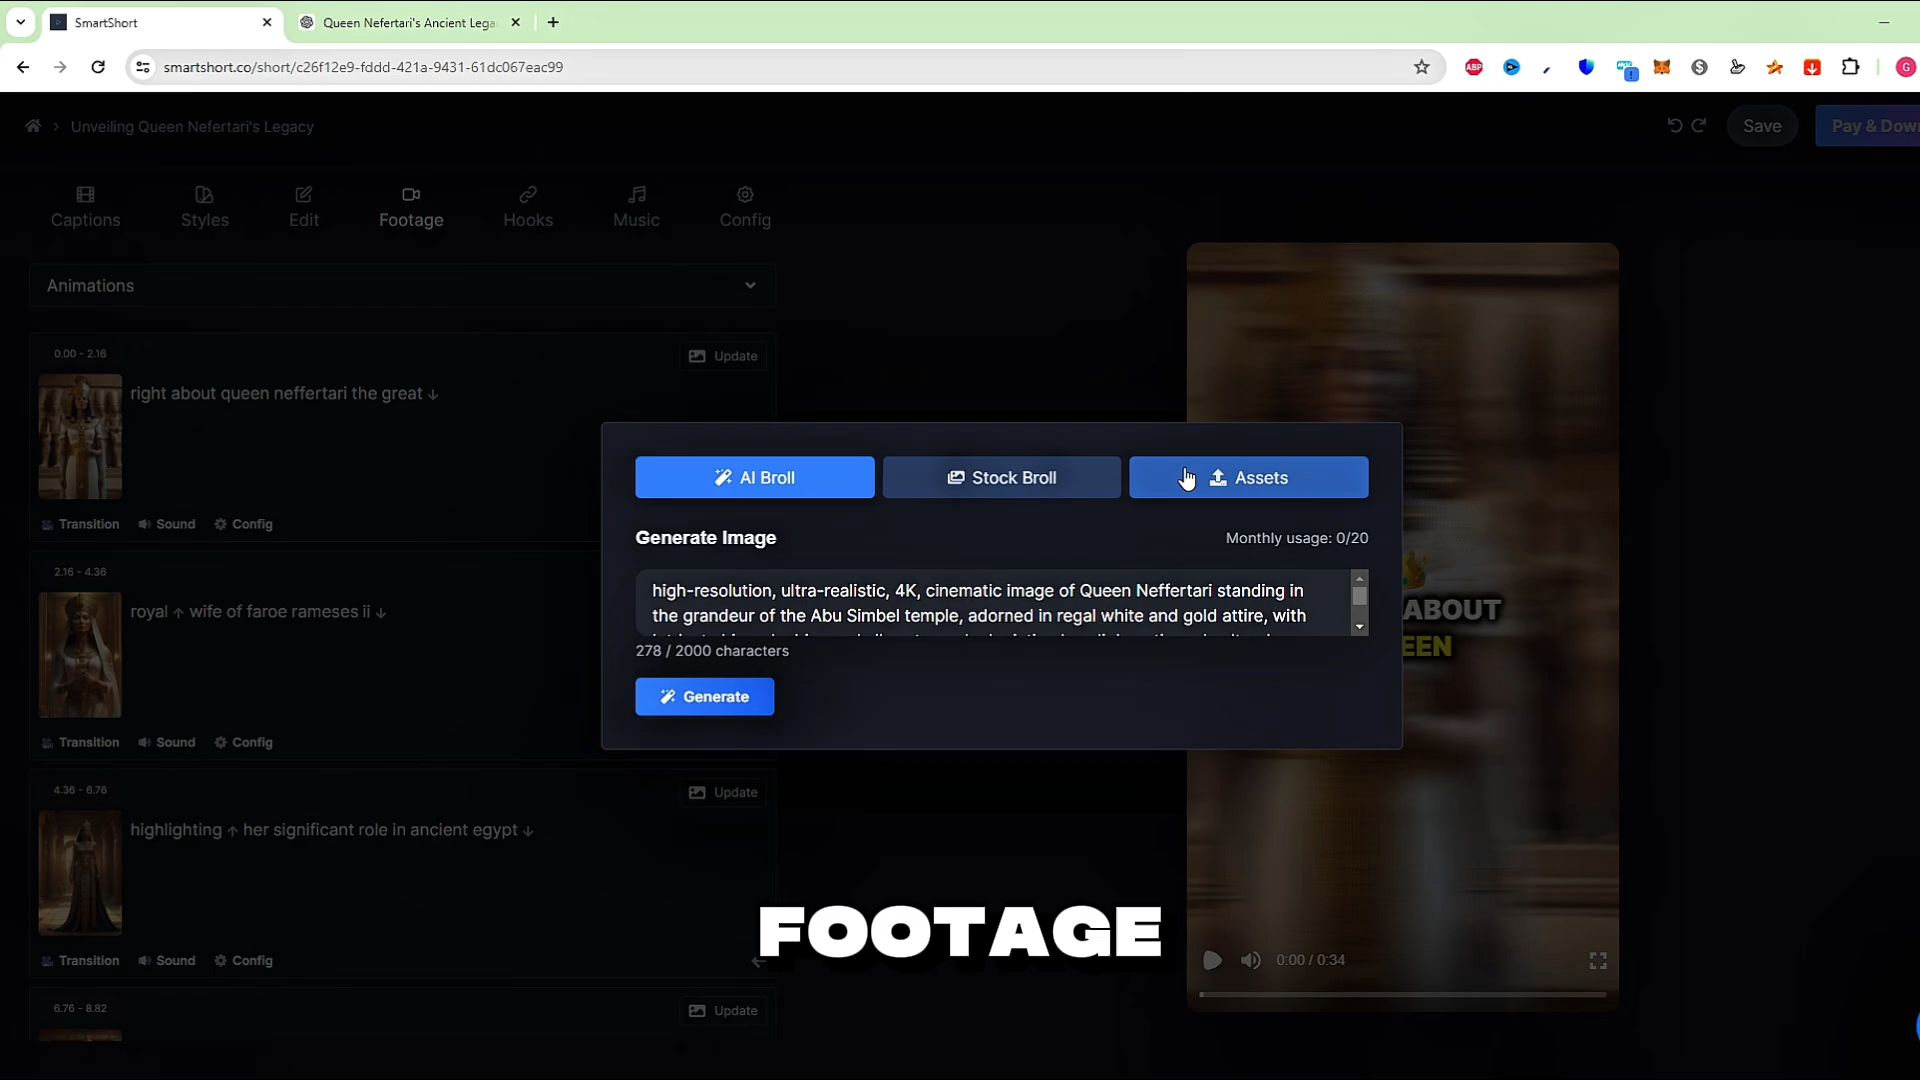 SmartShort
Queen Nefertari's Ancient Lega
smartshort.co/short/c26f12e9-fddd-421a-9431-61dc067eac99
Unveiling Queen Nefertari's Legacy
Save
Pay & Down
Captions
Styles
Edit
Footage
Hooks
Music
Config
Animations
0.00 - 2.16
Update
right about queen neffertari the great ↓
Transition
Sound
Config
2.16 - 4.36
royal ↑ wife of faroe rameses ii ↓
Transition
Sound
Config
4.36 - 6.76
Update
highlighting ↑ her significant role in ancient egypt ↓
Transition
Sound
Config
6.76 - 8.82
Update
AI Broll
Stock Broll
Assets
Generate Image
Monthly usage: 0/20
high-resolution, ultra-realistic, 4K, cinematic image of Queen Neffertari standing in
the grandeur of the Abu Simbel temple, adorned in regal white and gold attire, with
278 / 2000 characters
Generate
ABOUT
EEN
0:00 / 0:34
FOOTAGE